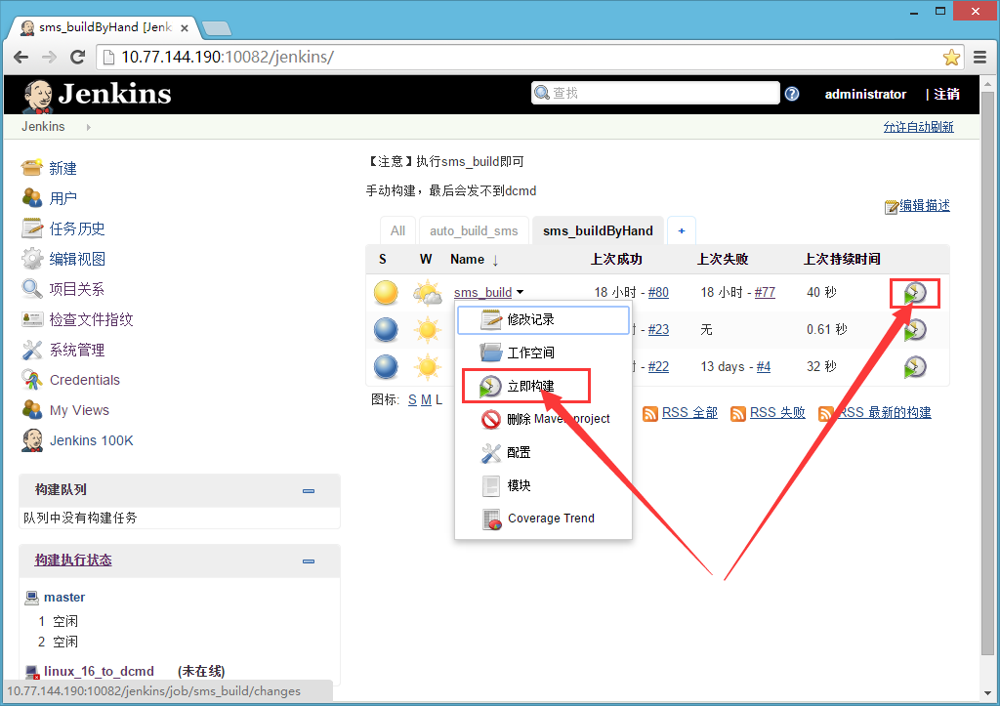 sms_buildByHand [Jenk
10.77.144.190:10082/jenkins/
Jenkins
查找
administrator
| 注销
Jenkins
允许自动刷新
新建
用户
任务历史
编辑视图
项目关系
检查文件指纹
系统管理
Credentials
My Views
Jenkins 100K
构建队列
队列中没有构建任务
构建执行状态
master
1 空闲
2 空闲
linux_16_to_dcmd (未在线)
【注意】执行sms_build即可
手动构建，最后会发不到dcmd
编辑描述
All auto_build_sms sms_buildByHand +
S W Name ↓ 上次成功 上次失败 上次持续时间
sms_build 18 小时 - #80 18 小时 - #77 40 秒
- #23 无 0.61 秒
- #22 13 days - #4 32 秒
图标: S M L
RSS 全部 RSS 失败 RSS 最新的构建
修改记录
工作空间
立即构建
删除 Maven project
配置
模块
Coverage Trend
10.77.144.190:10082/jenkins/job/sms_build/changes